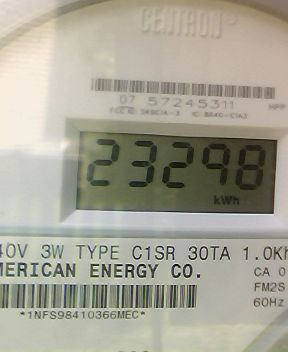 CENTRON
07 57245311
23298
kWh
40V 3W TYPE C1SR 30TA 1.0Kh
MERICAN ENERGY CO.
CA 0
FM2S
60Hz
*1NFS98410366MEC*